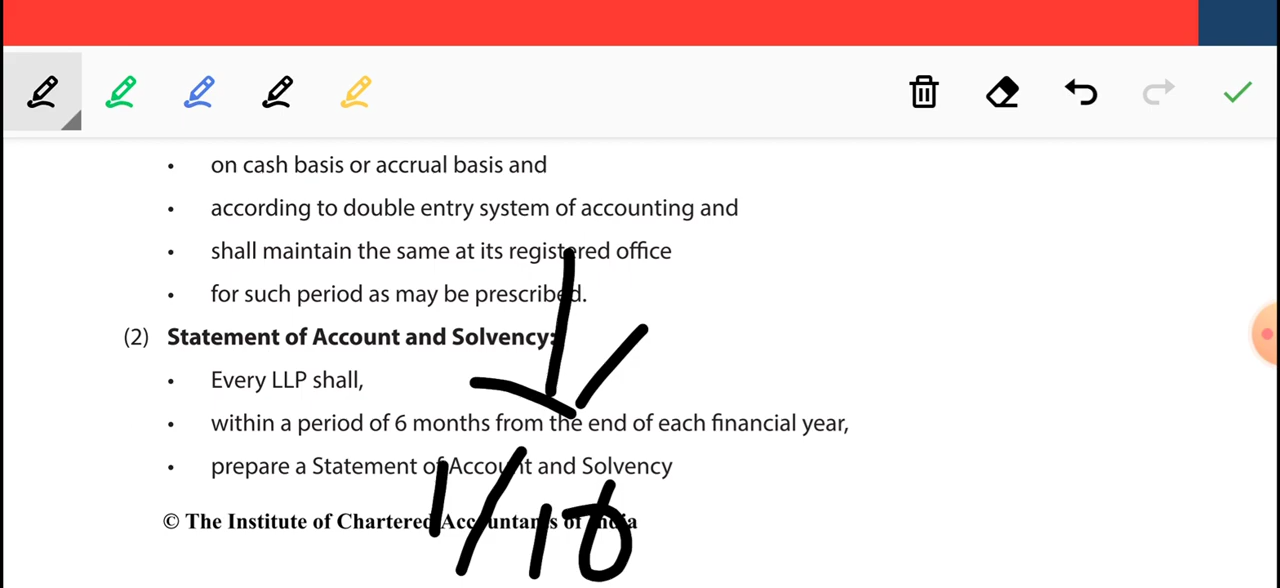 • on cash basis or accrual basis and
• according to double entry system of accounting and
• shall maintain the same at its registered office
• for such period as may be prescribed.
(2) Statement of Account and Solvency:
• Every LLP shall,
• within a period of 6 months from the end of each financial year,
• prepare a Statement of Account and Solvency
1/10
© The Institute of Chartered Accountants of India